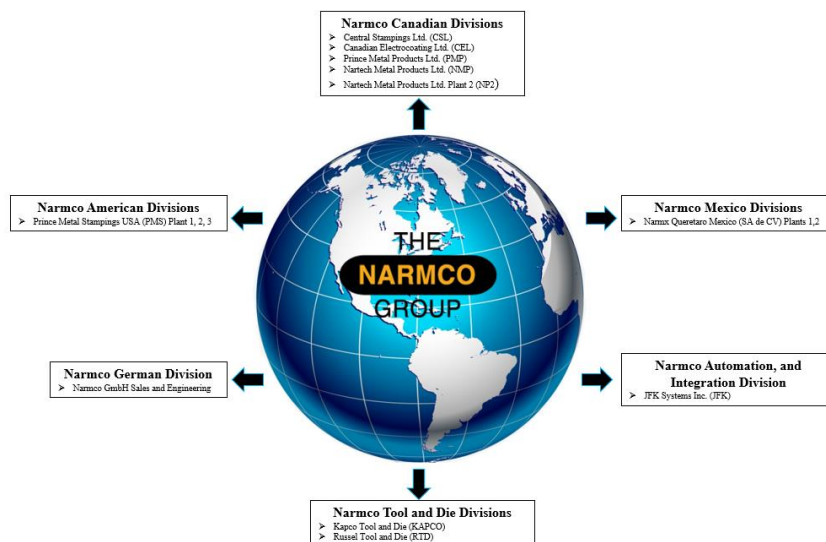 Narmco Canadian Divisions
➢ Central Stampings Ltd. (CSL)
➢ Canadian Electrocoating Ltd. (CEL)
➢ Prince Metal Products Ltd. (PMP)
➢ Nartech Metal Products Ltd. (NMP)
➢ Nartech Metal Products Ltd. Plant 2 (NP2)
Narmco American Divisions
➢ Prince Metal Stampings USA (PMS) Plant 1, 2, 3
Narmco Mexico Divisions
➢ Narmx Queretaro Mexico (SA de CV) Plants 1,2
THE
NARMCO
GROUP
Narmco German Division
➢ Narmco GmbH Sales and Engineering
Narmco Automation, and
Integration Division
➢ JFK Systems Inc. (JFK)
Narmco Tool and Die Divisions
➢ Kapco Tool and Die (KAPCO)
➢ Russel Tool and Die (RTD)